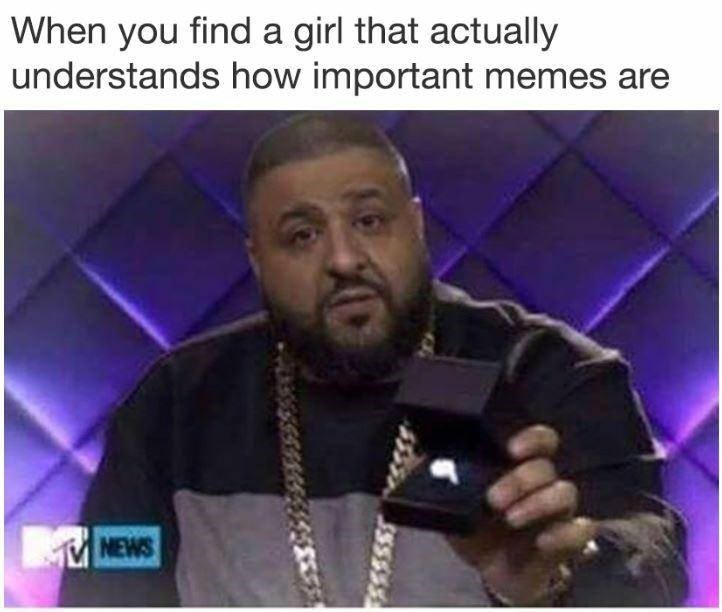 When you find a girl that actually
understands how important memes are
MTV NEWS